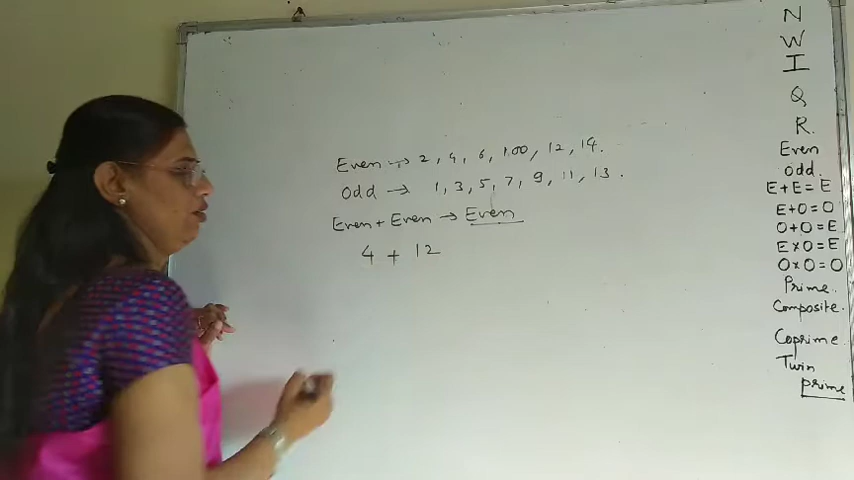 Even → 2, 4, 6, 100, 12, 14.
Odd → 1, 3, 5, 7, 9, 11, 13.
Even + Even → Even
4 + 12
N
W
I
Q
R.
Even
odd.
E+E=E
E+O=O
O+O=E
E×O=E
O×O=O
Prime.
Composite.
Coprime.
Twin
prime